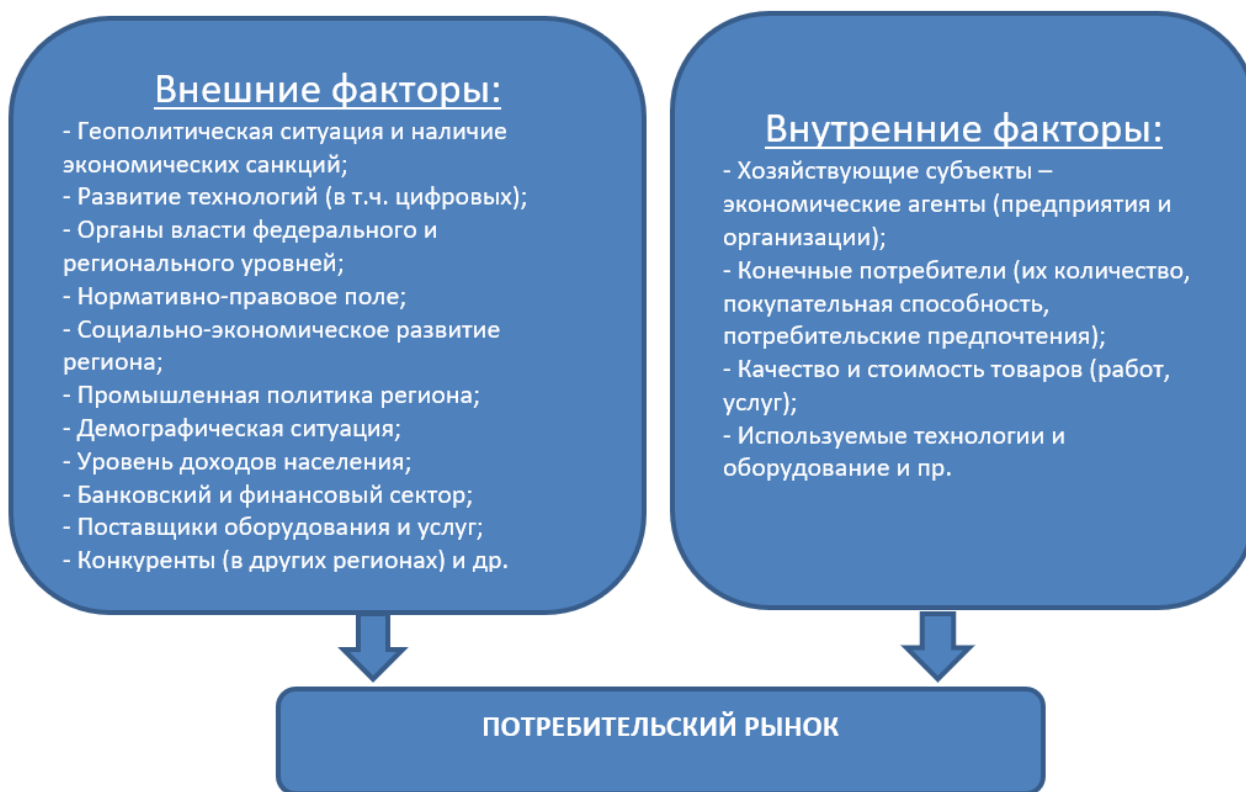 Внешние факторы:
- Геополитическая ситуация и наличие
экономических санкций;
- Развитие технологий (в т.ч. цифровых);
- Органы власти федерального и
регионального уровней;
- Нормативно-правовое поле;
- Социально-экономическое развитие
региона;
- Промышленная политика региона;
- Демографическая ситуация;
- Уровень доходов населения;
- Банковский и финансовый сектор;
- Поставщики оборудования и услуг;
- Конкуренты (в других регионах) и др.
Внутренние факторы:
- Хозяйствующие субъекты –
экономические агенты (предприятия и
организации);
- Конечные потребители (их количество,
покупательная способность,
потребительские предпочтения);
- Качество и стоимость товаров (работ,
услуг);
- Используемые технологии и
оборудование и пр.
ПОТРЕБИТЕЛЬСКИЙ РЫНОК